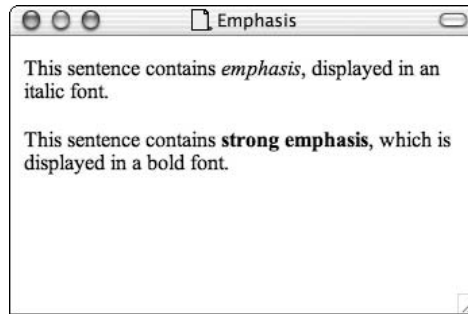 Emphasis
This sentence contains emphasis, displayed in an
italic font.
This sentence contains strong emphasis, which is
displayed in a bold font.